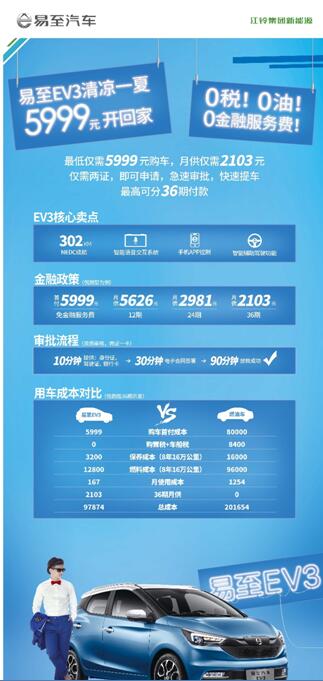 易至汽车
江铃集团新能源
易至EV3清凉一夏
5999元开回家
0税！0油！
0金融服务费！
最低仅需5999元购车，月供仅需2103元
仅需两证，即可申请，急速审批，快速提车
最高可分36期付款
EV3核心卖点
302KM
NEDC续航
智能语音交互系统
手机APP控制
智能辅助驾驶功能
金融政策
首付5999元 月供5626元 月供2981元 月供2103元
免金融服务费 12期 24期 36期
审批流程
10分钟 提供：身份证、驾驶证、银行卡 30分钟 电子合同签署 90分钟 放款成功
用车成本对比
易至EV3 VS 燃油车
5999 购车首付成本 80000
0 购置税+车船税 8400
3200 保养成本（8年16万公里） 16000
12800 燃料成本（8年16万公里） 96000
167 月使用成本 1254
2103 36期月供 0
97874 总成本 201654
易至EV3
易至汽车
EV3